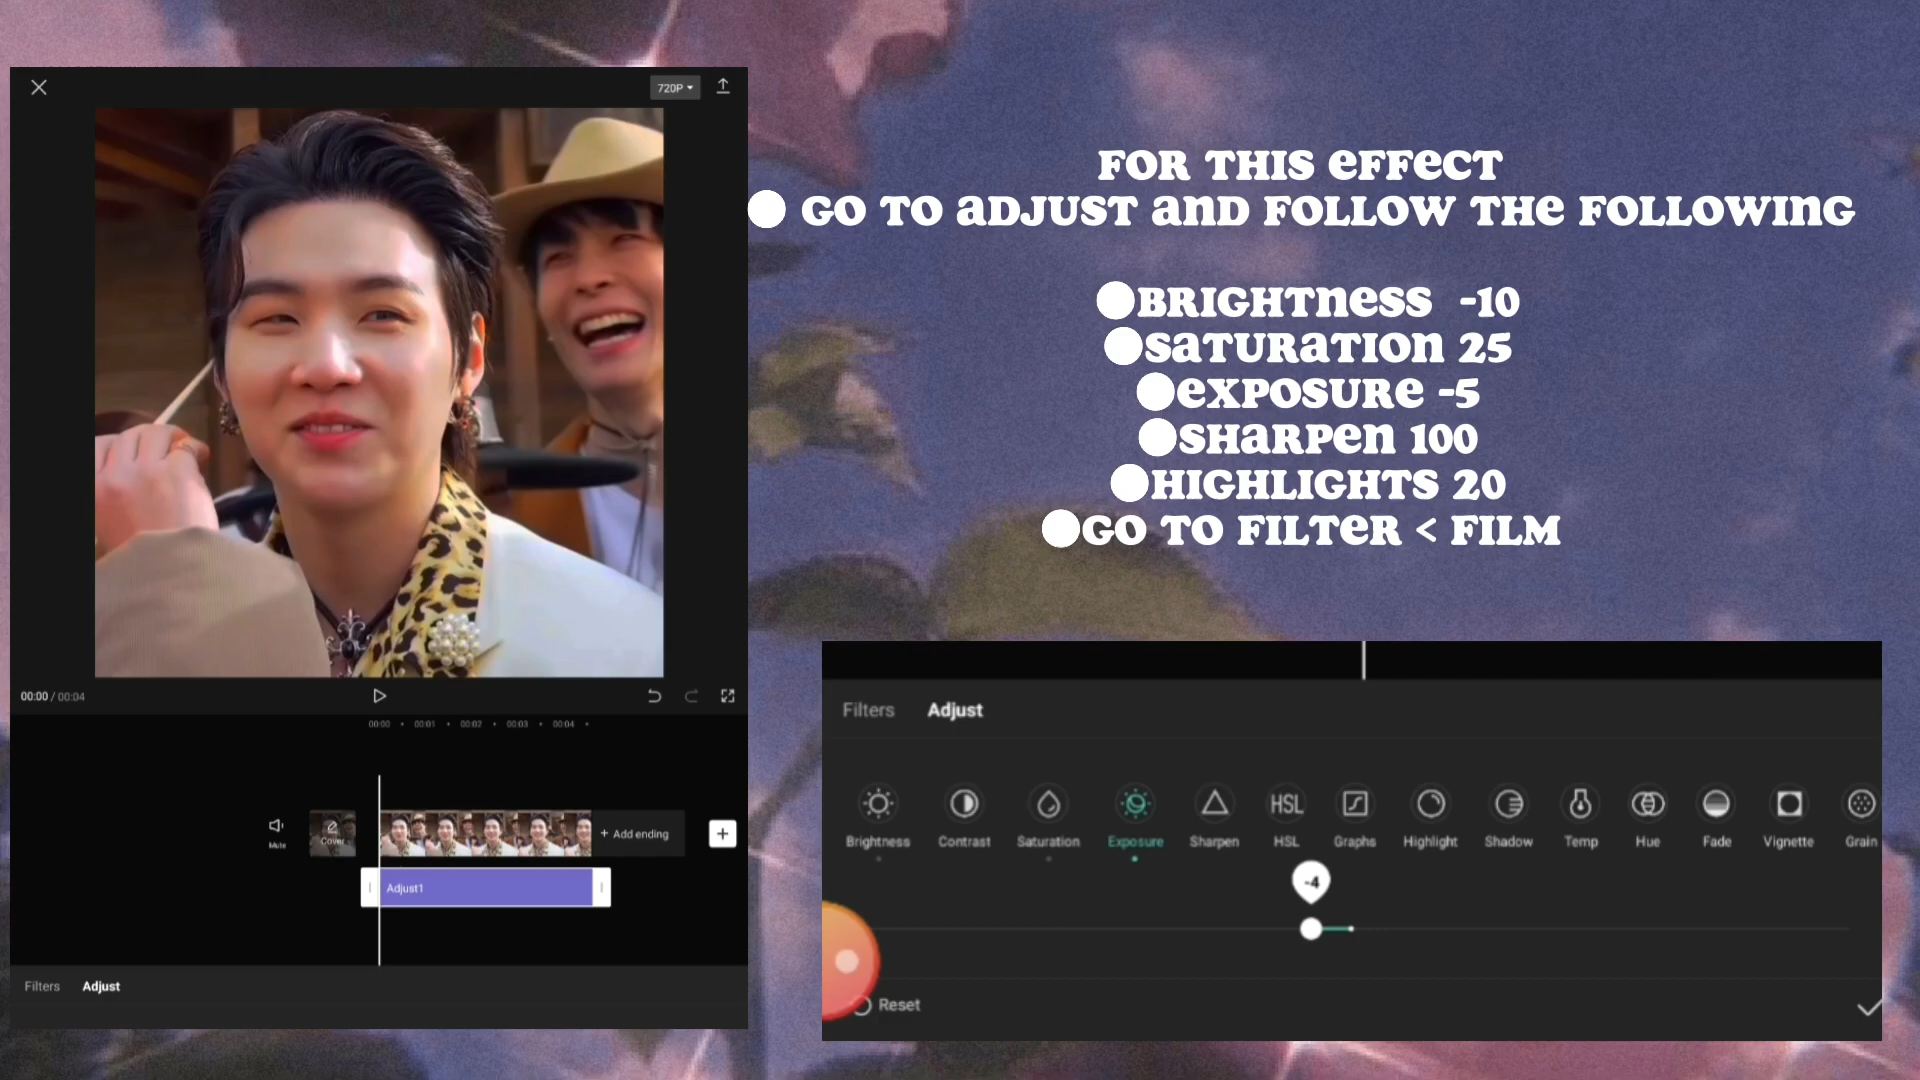 720P
00:00 / 00:04
00:00 00:01 00:02 00:03 00:04
Mute
Cover
+ Add ending
Adjust1
Filters Adjust
FOR THIS EFFECT
● GO TO ADJUST AND FOLLOW THE FOLLOWING
●BRIGHTNESS -10
●SATURATION 25
●EXPOSURE -5
●SHARPEN 100
●HIGHLIGHTS 20
●GO TO FILTER < FILM
Filters Adjust
HSL
Brightness Contrast Saturation Exposure Sharpen HSL Graphs Highlight Shadow Temp Hue Fade Vignette Grain
-4
Reset